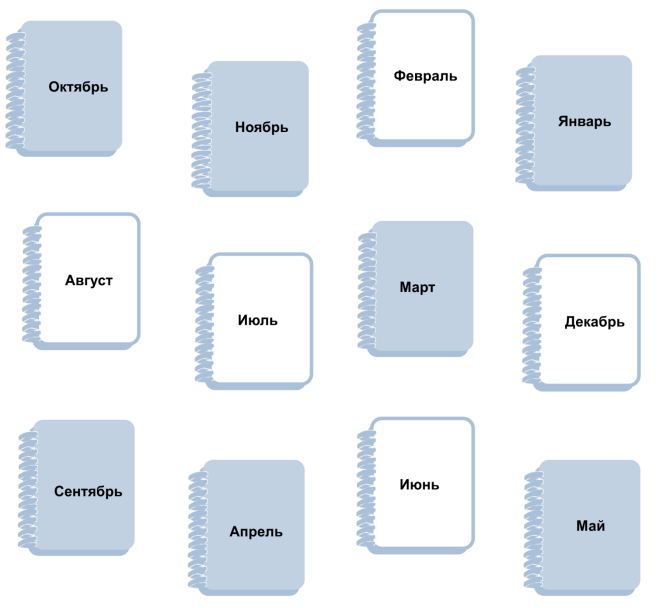 Октябрь
Ноябрь
Февраль
Январь
Август
Июль
Март
Декабрь
Сентябрь
Апрель
Июнь
Май